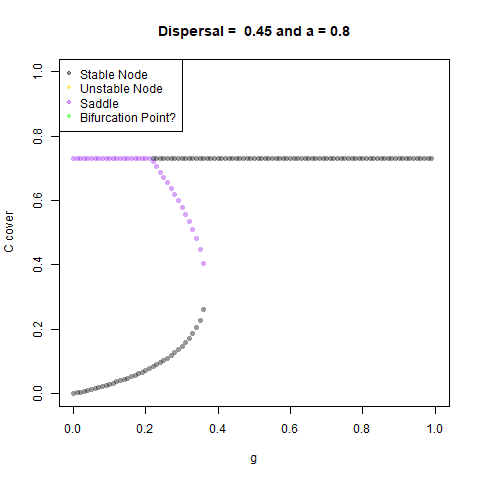 Dispersal =  0.45 and a = 0.8
Stable Node
Unstable Node
Saddle
Bifurcation Point?
C cover
1.0
0.8
0.6
0.4
0.2
0.0
0.0 0.2 0.4 0.6 0.8 1.0
g